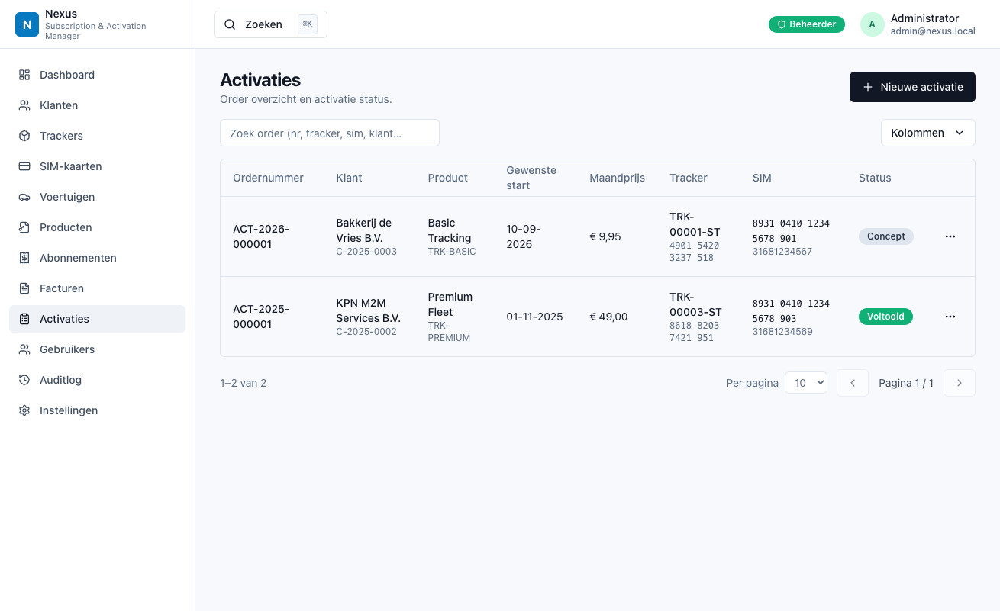 N
Nexus
Subscription & Activation
Manager
Zoeken
⌘K
Beheerder
A
Administrator
admin@nexus.local
Dashboard
Klanten
Trackers
SIM-kaarten
Voertuigen
Producten
Abonnementen
Facturen
Activaties
Gebruikers
Auditlog
Instellingen
Activaties
Order overzicht en activatie status.
Nieuwe activatie
Zoek order (nr, tracker, sim, klant...
Kolommen
Ordernummer
Klant
Product
Gewenste
start
Maandprijs
Tracker
SIM
Status
ACT-2026-
000001
Bakkerij de
Vries B.V.
C-2025-0003
Basic
Tracking
TRK-BASIC
10-09-
2026
€ 9,95
TRK-
00001-ST
4901 5420
3237 518
8931 0410 1234
5678 901
31681234567
Concept
ACT-2025-
000001
KPN M2M
Services B.V.
C-2025-0002
Premium
Fleet
TRK-
PREMIUM
01-11-2025
€ 49,00
TRK-
00003-ST
8618 8203
7421 951
8931 0410 1234
5678 903
31681234569
Voltooid
1–2 van 2
Per pagina
10
Pagina 1 / 1